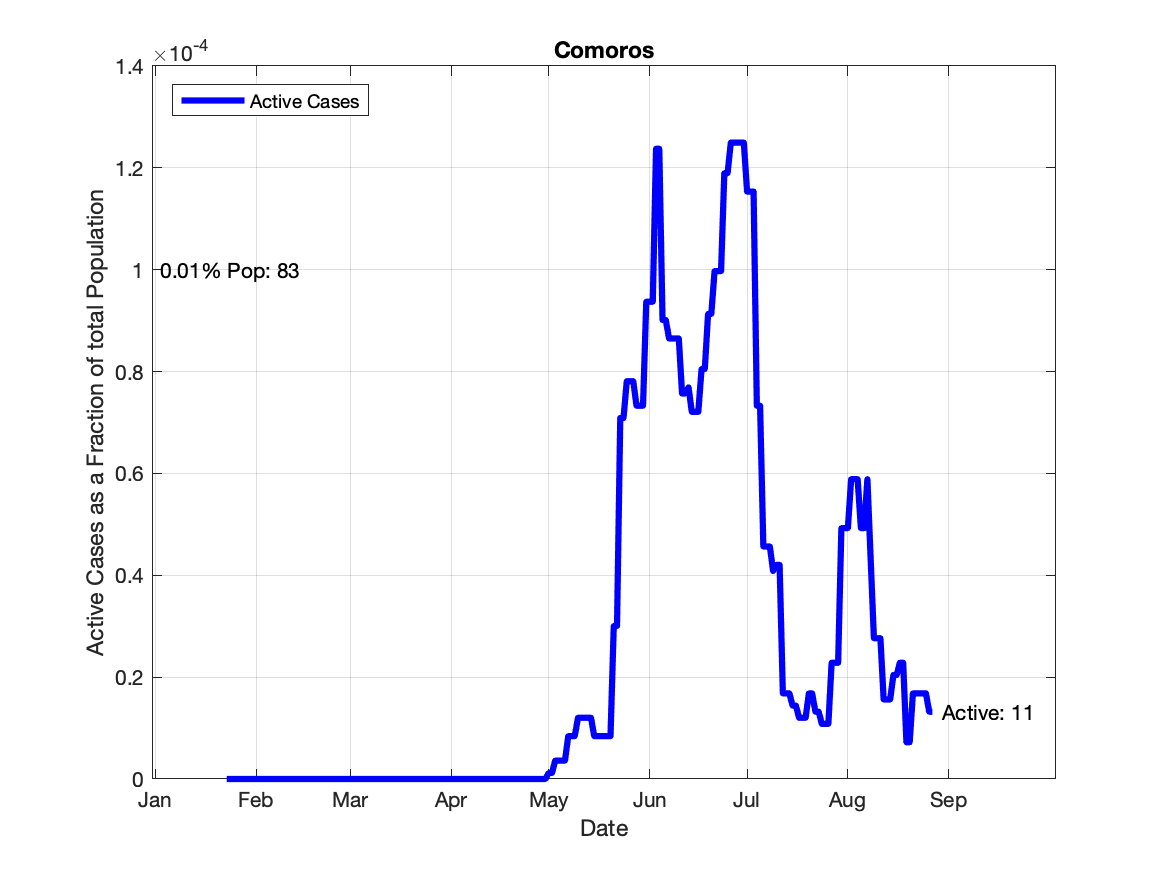 Comoros
×10-4
1.4
1.2
1
0.8
0.6
0.4
0.2
0
Active Cases as a Fraction of total Population
Active Cases
0.01% Pop: 83
Active: 11
Jan Feb Mar Apr May Jun Jul Aug Sep
Date